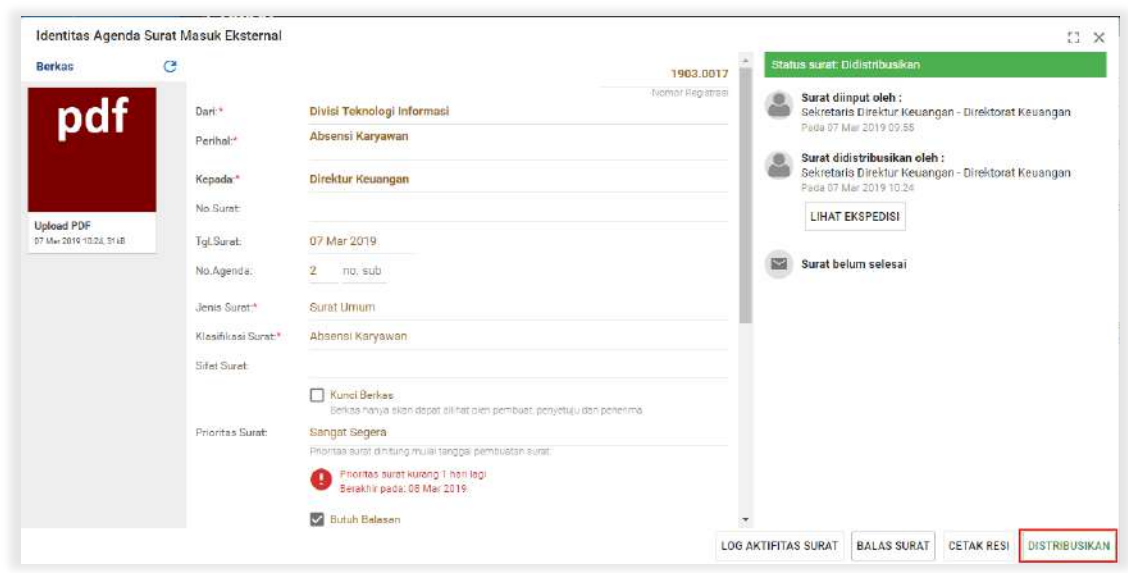 Identitas Agenda Surat Masuk Eksternal
Berkas
pdf
Upload PDF
07 Mar 2019 10:24, 31 kB
1903.0017
Nomor Registrasi
Dari:* Divisi Teknologi Informasi
Perihal:* Absensi Karyawan
Kepada:* Direktur Keuangan
No.Surat:
Tgl.Surat: 07 Mar 2019
No.Agenda: 2 no. sub
Jenis Surat:* Surat Umum
Klasifikasi Surat:* Absensi Karyawan
Sifat Surat:
Kunci Berkas
Berkas hanya akan dapat dilihat oleh pembuat, penyetuju dan penerima
Prioritas Surat: Sangat Segera
Prioritas surat dihitung mulai tanggal pembuatan surat
Prioritas surat kurang 1 hari lagi
Berakhir pada: 08 Mar 2019
Butuh Balasan
Status surat: Didistribusikan
Surat diinput oleh :
Sekretaris Direktur Keuangan - Direktorat Keuangan
Pada 07 Mar 2019 09.55
Surat didistribusikan oleh :
Sekretaris Direktur Keuangan - Direktorat Keuangan
Pada 07 Mar 2019 10.24
LIHAT EKSPEDISI
Surat belum selesai
LOG AKTIFITAS SURAT BALAS SURAT CETAK RESI DISTRIBUSIKAN